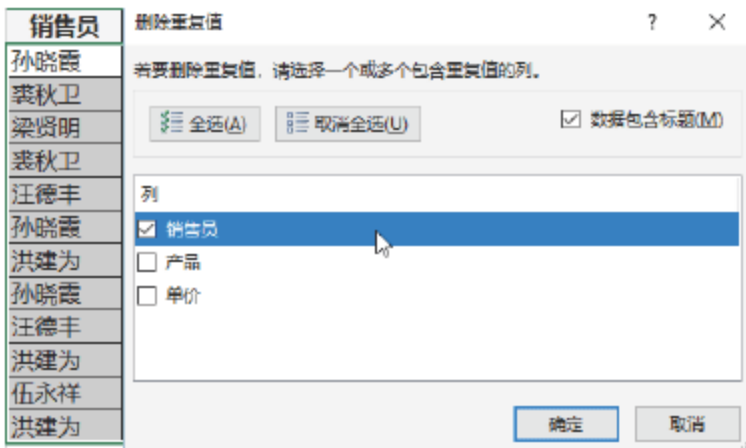 销售员
孙晓霞
裘秋卫
梁贤明
裘秋卫
汪德丰
孙晓霞
洪建为
孙晓霞
汪德丰
洪建为
伍永祥
洪建为
删除重复值
? ×
若要删除重复值，请选择一个或多个包含重复值的列。
全选(A) 取消全选(U) 数据包含标题(M)
列
销售员
产品
单价
确定 取消